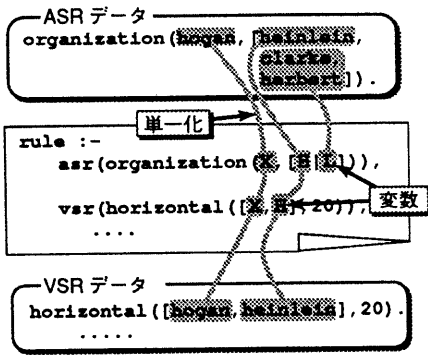 ASR データ
organization(hogan, [heinlein,
clarke,
herbert]).
単一化
rule :-
asr(organization(X, [H|L])),
変数
vsr(horizontal([X,H],20)),
....
VSR データ
horizontal([hogan,heinlein],20).
.....